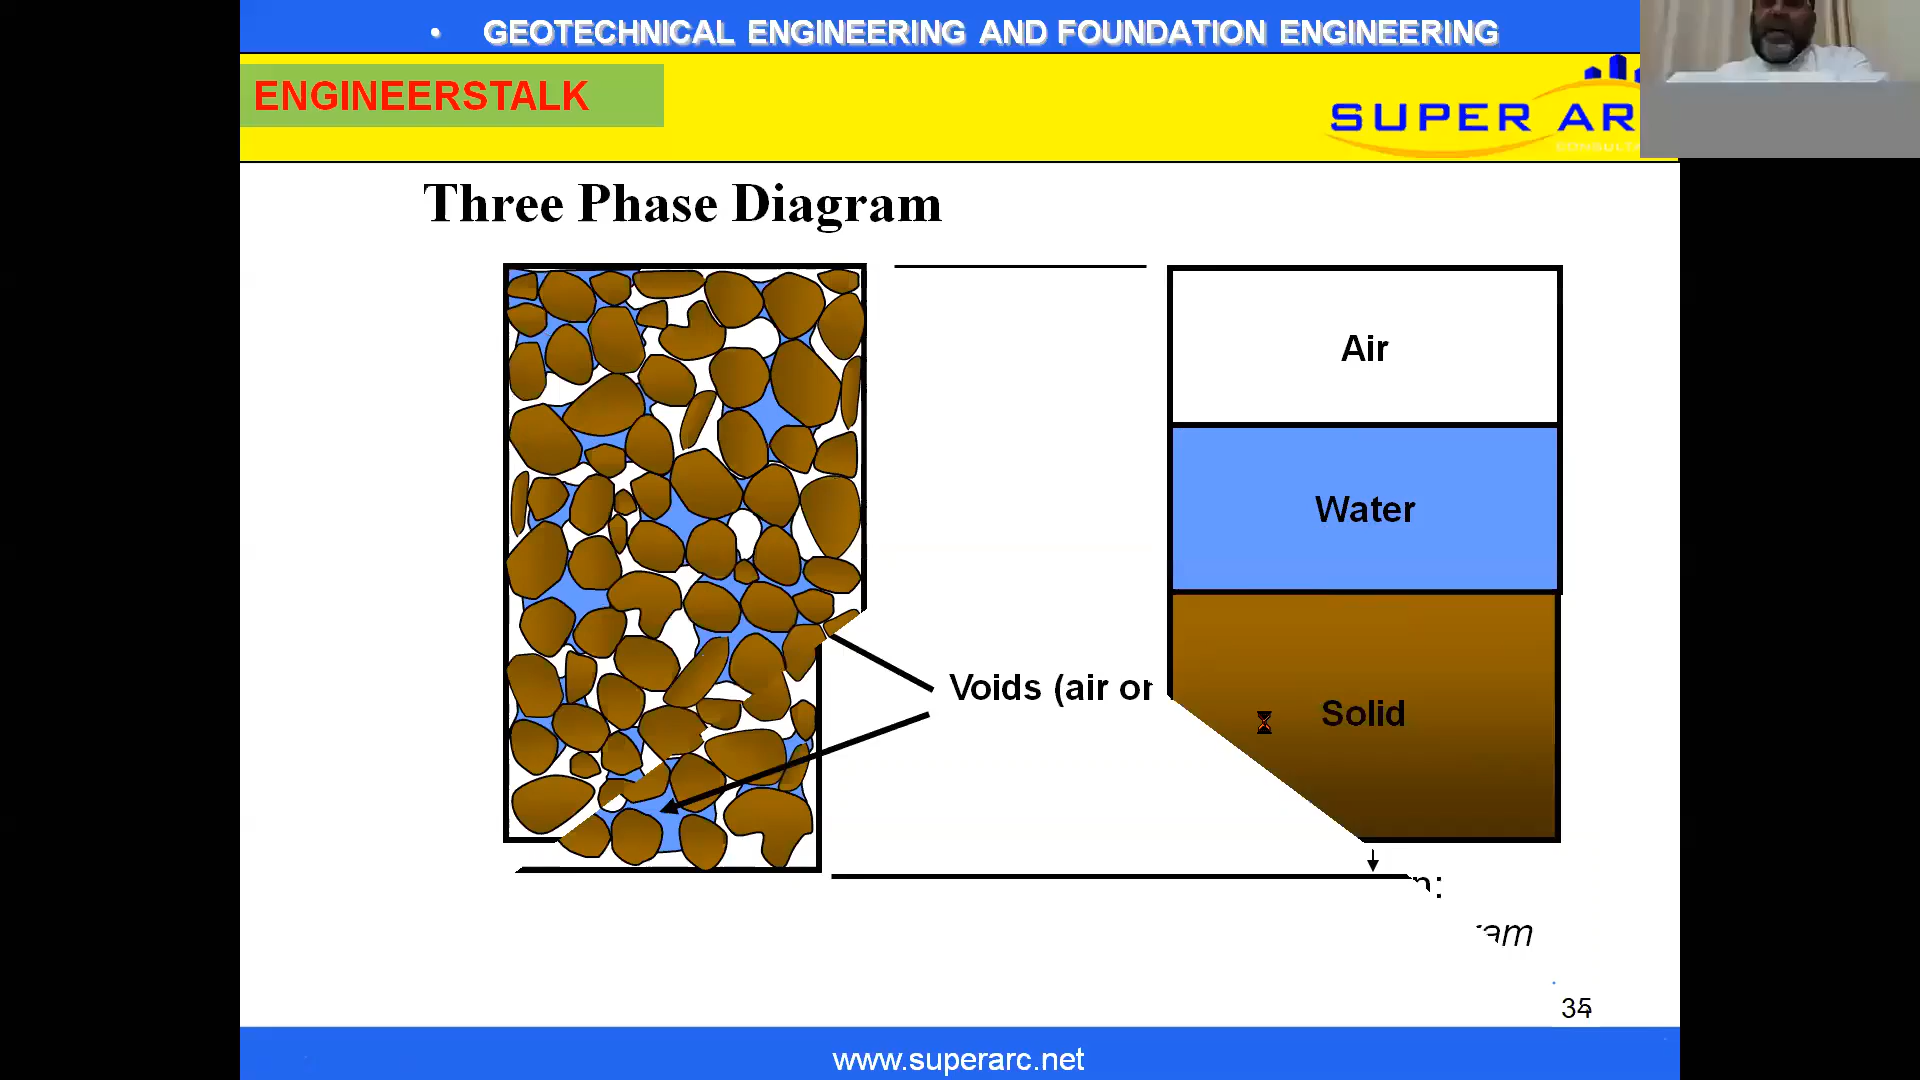 • GEOTECHNICAL ENGINEERING AND FOUNDATION ENGINEERING
ENGINEERSTALK
SUPER AR
Three Phase Diagram
Air
Water
Voids (air or
Solid
www.superarc.net